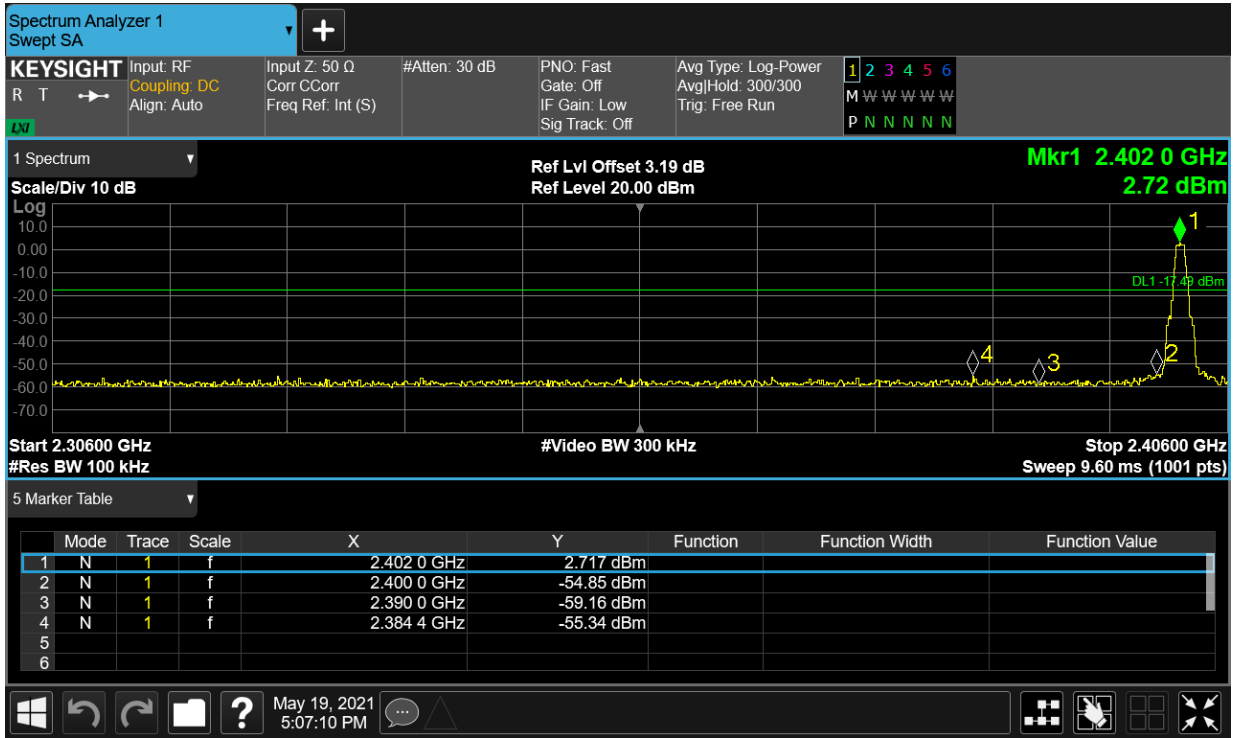 Spectrum Analyzer 1
Swept SA
KEYSIGHT
R T
LXI
Input: RF
Coupling: DC
Align: Auto
Input Z: 50 Ω
Corr CCorr
Freq Ref: Int (S)
#Atten: 30 dB
PNO: Fast
Gate: Off
IF Gain: Low
Sig Track: Off
Avg Type: Log-Power
Avg|Hold: 300/300
Trig: Free Run
1 2 3 4 5 6
M W W W W W
P N N N N N
1 Spectrum
Scale/Div 10 dB
Ref Lvl Offset 3.19 dB
Ref Level 20.00 dBm
Mkr1 2.402 0 GHz
2.72 dBm
Log
10.0
0.00
-10.0
-20.0
-30.0
-40.0
-50.0
-60.0
-70.0
1
DL1 -17.49 dBm
4
3
2
Start 2.30600 GHz
#Video BW 300 kHz
Stop 2.40600 GHz
#Res BW 100 kHz
Sweep 9.60 ms (1001 pts)
5 Marker Table
Mode Trace Scale X Y Function Function Width Function Value
1 N 1 f 2.402 0 GHz 2.717 dBm
2 N 1 f 2.400 0 GHz -54.85 dBm
3 N 1 f 2.390 0 GHz -59.16 dBm
4 N 1 f 2.384 4 GHz -55.34 dBm
5
6
?
May 19, 2021
5:07:10 PM